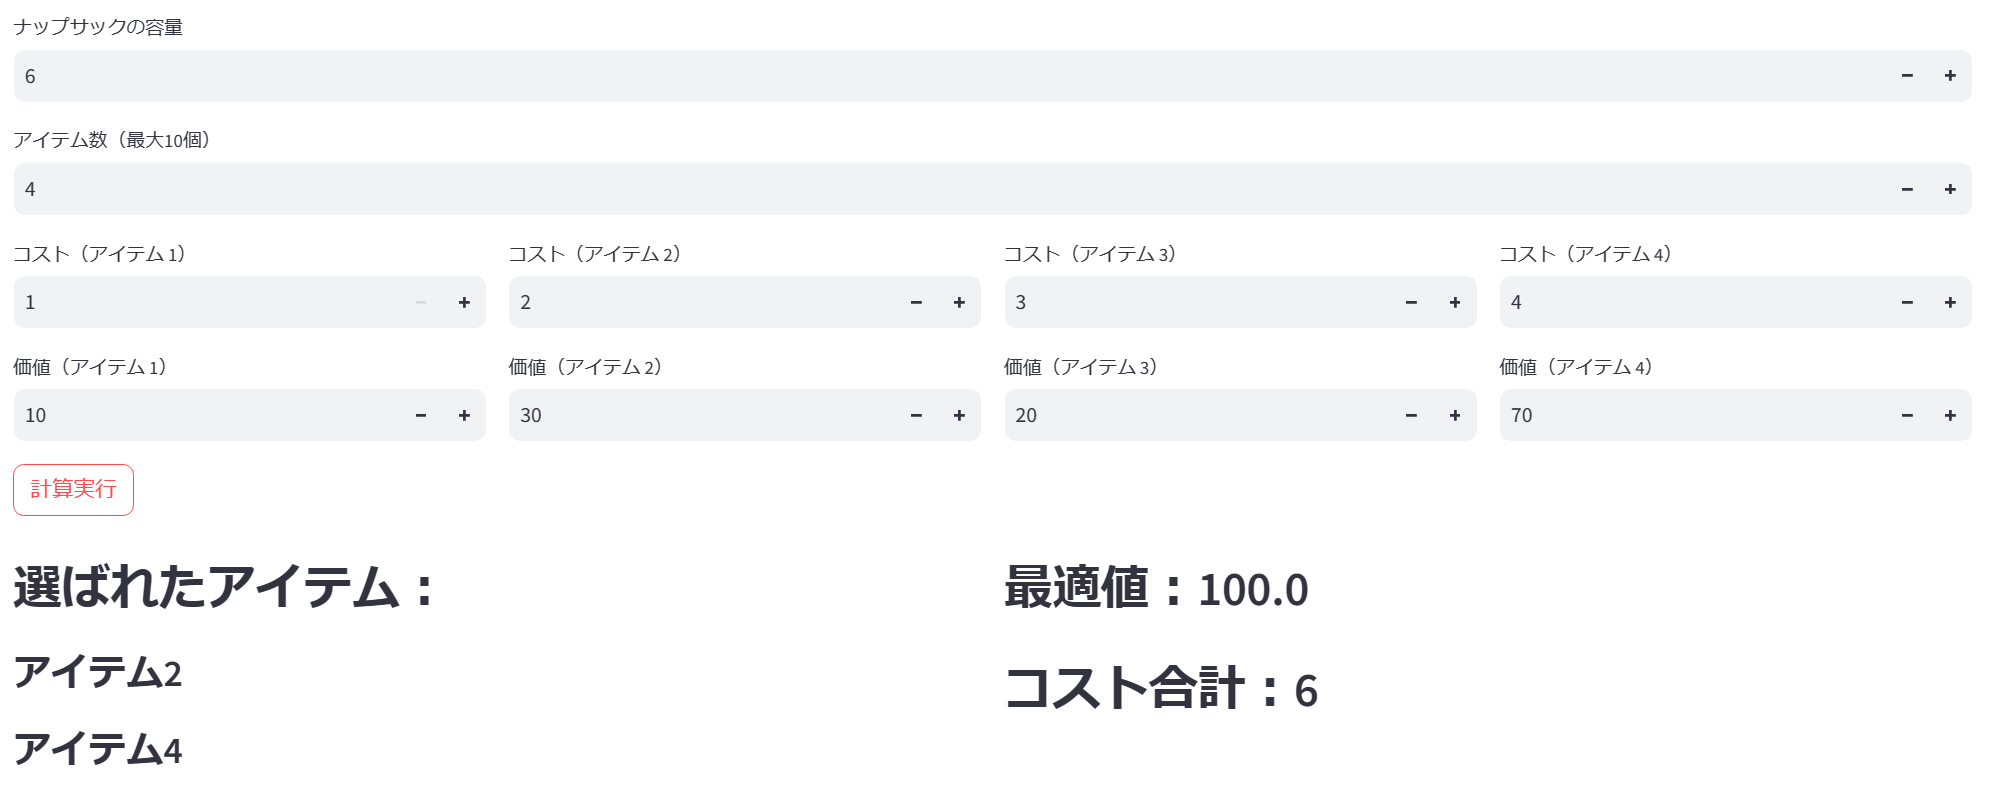 ナップサックの容量
6
アイテム数（最大10個）
4
コスト（アイテム 1） コスト（アイテム 2） コスト（アイテム 3） コスト（アイテム 4）
1 2 3 4
価値（アイテム 1） 価値（アイテム 2） 価値（アイテム 3） 価値（アイテム 4）
10 30 20 70
計算実行
選ばれたアイテム：
アイテム2
アイテム4
最適値：100.0
コスト合計：6